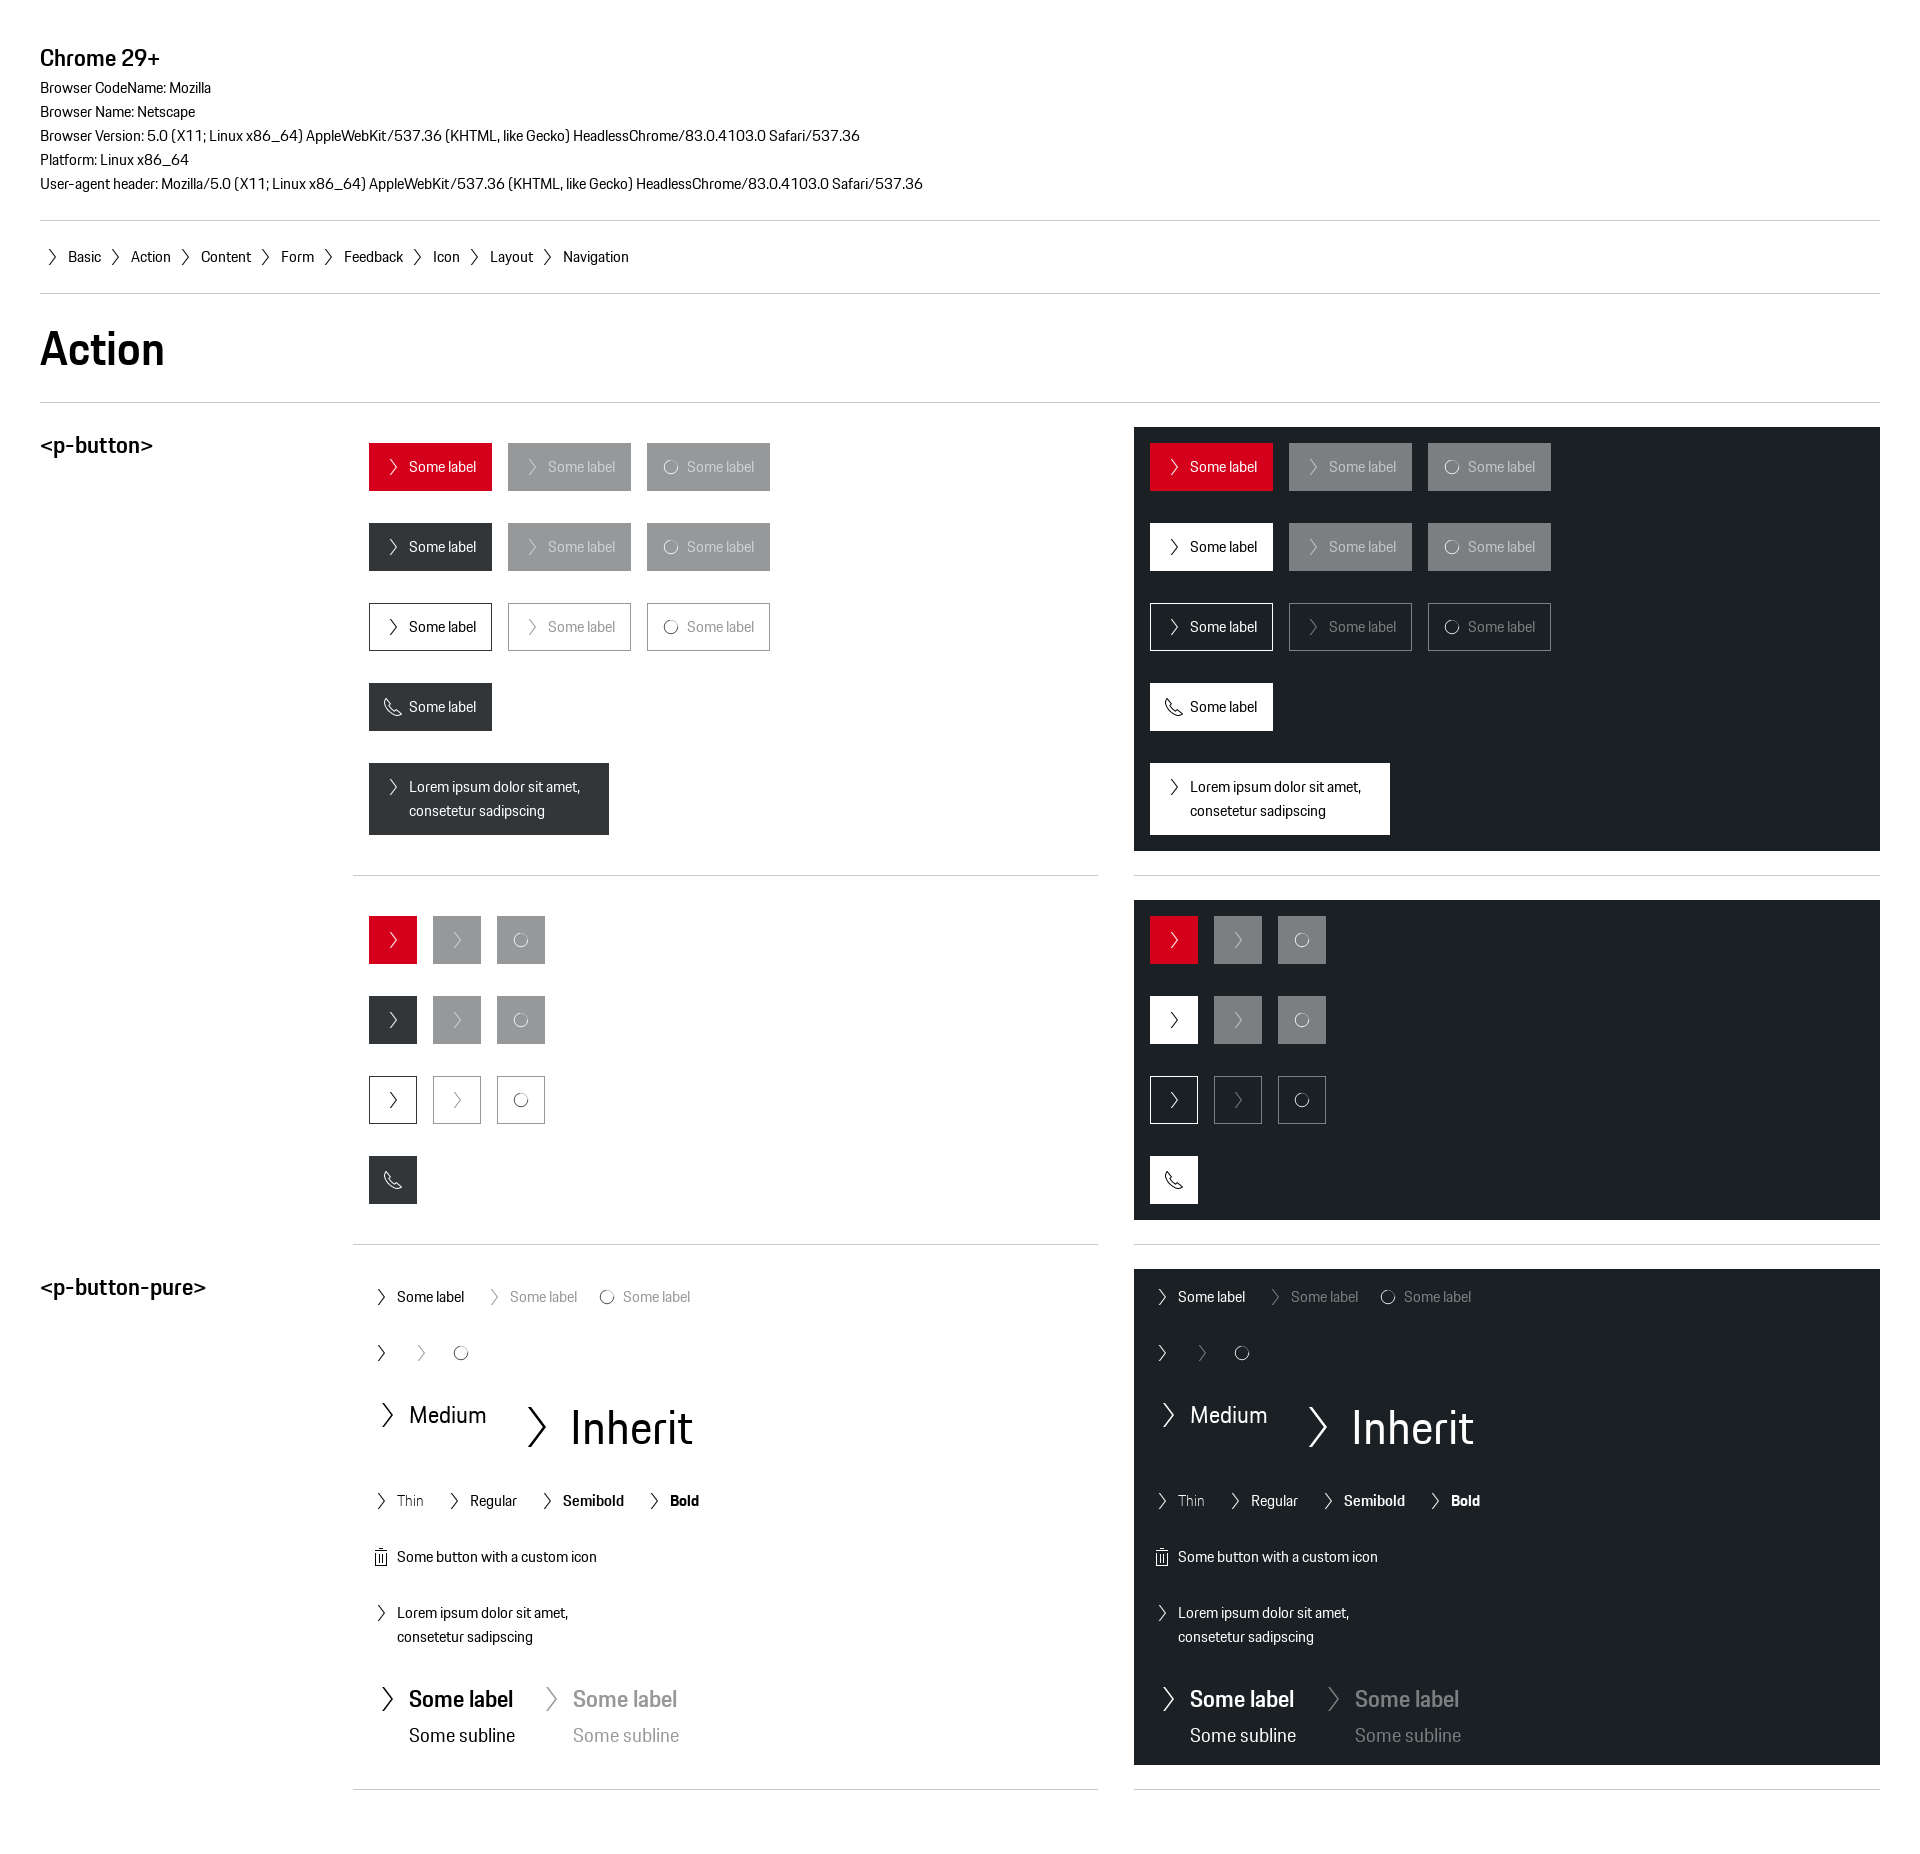 Chrome 29+
Browser CodeName: Mozilla
Browser Name: Netscape
Browser Version: 5.0 (X11; Linux x86_64) AppleWebKit/537.36 (KHTML, like Gecko) HeadlessChrome/83.0.4103.0 Safari/537.36
Platform: Linux x86_64
User-agent header: Mozilla/5.0 (X11; Linux x86_64) AppleWebKit/537.36 (KHTML, like Gecko) HeadlessChrome/83.0.4103.0 Safari/537.36
Basic Action Content Form Feedback Icon Layout Navigation
Action
<p-button>
Some label Some label Some label
Some label Some label Some label
Some label Some label Some label
Some label
Lorem ipsum dolor sit amet,
consetetur sadipscing
Some label Some label Some label
Some label Some label Some label
Some label Some label Some label
Some label
Lorem ipsum dolor sit amet,
consetetur sadipscing
<p-button-pure>
Some label Some label Some label
Medium Inherit
Thin Regular Semibold Bold
Some button with a custom icon
Lorem ipsum dolor sit amet,
consetetur sadipscing
Some label Some label
Some subline Some subline
Some label Some label Some label
Medium Inherit
Thin Regular Semibold Bold
Some button with a custom icon
Lorem ipsum dolor sit amet,
consetetur sadipscing
Some label Some label
Some subline Some subline